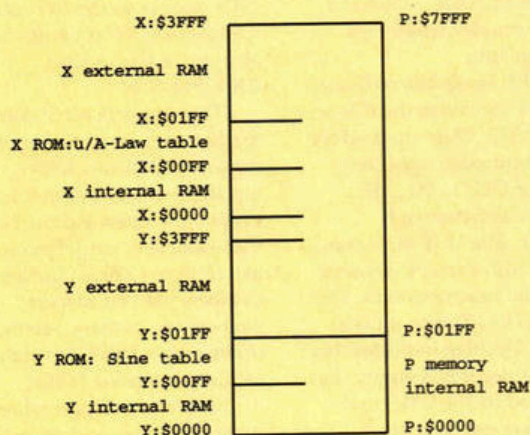 X:$3FFF P:$7FFF
X external RAM
X:$01FF
X ROM:u/A-Law table
X:$00FF
X internal RAM
X:$0000
Y:$3FFF
Y external RAM
Y:$01FF P:$01FF
Y ROM: Sine table P memory
Y:$00FF internal RAM
Y internal RAM
Y:$0000 P:$0000